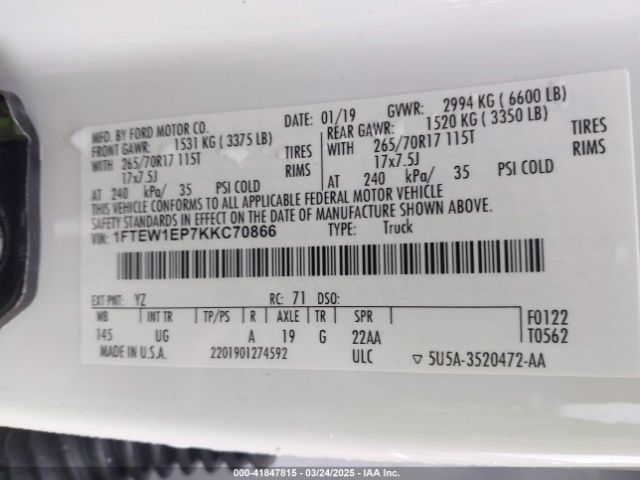 MFD. BY FORD MOTOR CO.
DATE: 01/19 GVWR: 2994 KG ( 6600 LB)
FRONT GAWR: 1531 KG ( 3375 LB) REAR GAWR: 1520 KG ( 3350 LB)
WITH 265/70R17 115T TIRES WITH 265/70R17 115T TIRES
17x7.5J RIMS 17x7.5J RIMS
AT 240 kPa/ 35 PSI COLD AT 240 kPa/ 35 PSI COLD
THIS VEHICLE CONFORMS TO ALL APPLICABLE FEDERAL MOTOR VEHICLE
SAFETY STANDARDS IN EFFECT ON THE DATE OF MANUFACTURE SHOWN ABOVE.
VIN: 1FTEW1EP7KKC70866 TYPE: Truck
EXT PNT: YZ RC: 71 DSO:
WB INT TR TP/PS R AXLE TR SPR F0122
145 UG A 19 G 22AA T0562
MADE IN U.S.A. 2201901274592 ULC ▽ 5U5A-3520472-AA
000-41847815 - 03/24/2025 - IAA Inc.